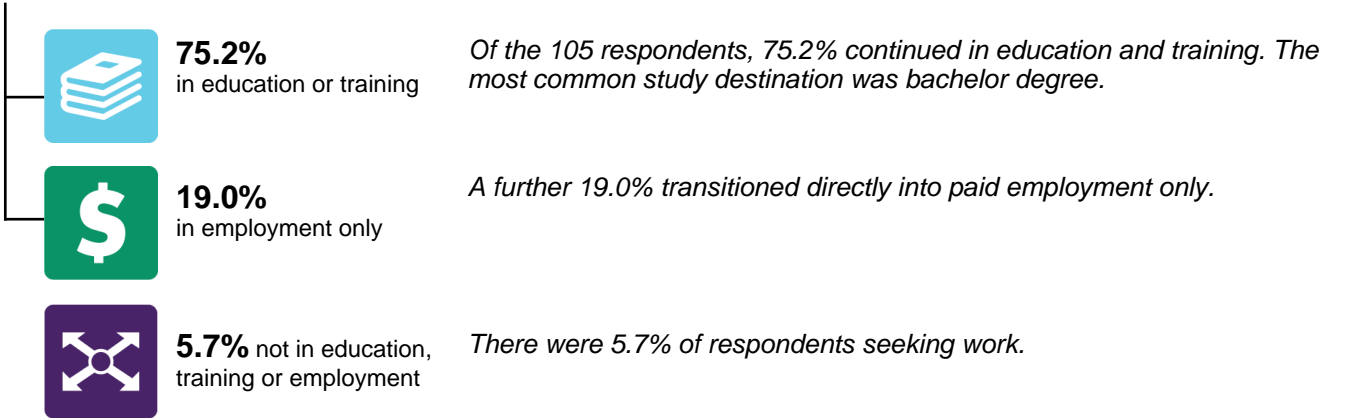 75.2%
in education or training
Of the 105 respondents, 75.2% continued in education and training. The
most common study destination was bachelor degree.
$
19.0%
in employment only
A further 19.0% transitioned directly into paid employment only.
5.7% not in education,
training or employment
There were 5.7% of respondents seeking work.